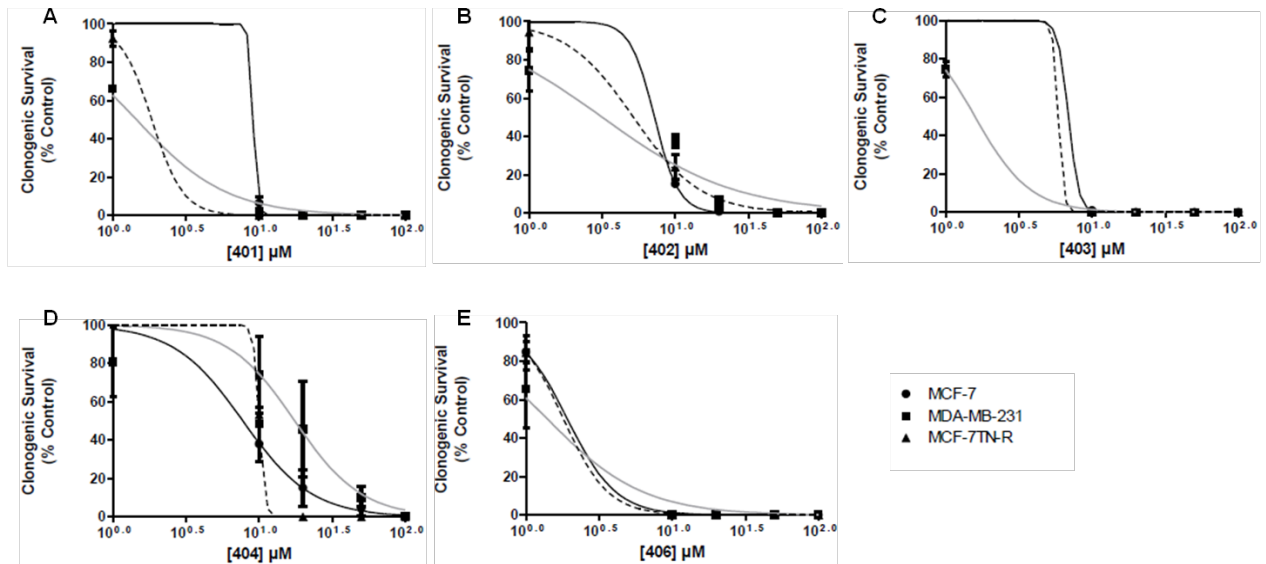 A
Clonogenic Survival
(% Control)
100
80
60
40
20
0
10^0.0 10^0.5 10^1.0 10^1.5 10^2.0
[401] µM
B
Clonogenic Survival
(% Control)
100
80
60
40
20
0
10^0.0 10^0.5 10^1.0 10^1.5 10^2.0
[402] µM
C
Clonogenic Survival
(% Control)
100
80
60
40
20
0
10^0.0 10^0.5 10^1.0 10^1.5 10^2.0
[403] µM
D
Clonogenic Survival
(% Control)
100
80
60
40
20
0
10^0.0 10^0.5 10^1.0 10^1.5 10^2.0
[404] µM
E
Clonogenic Survival
(% Control)
100
80
60
40
20
0
10^0.0 10^0.5 10^1.0 10^1.5 10^2.0
[406] µM
MCF-7
MDA-MB-231
MCF-7TN-R